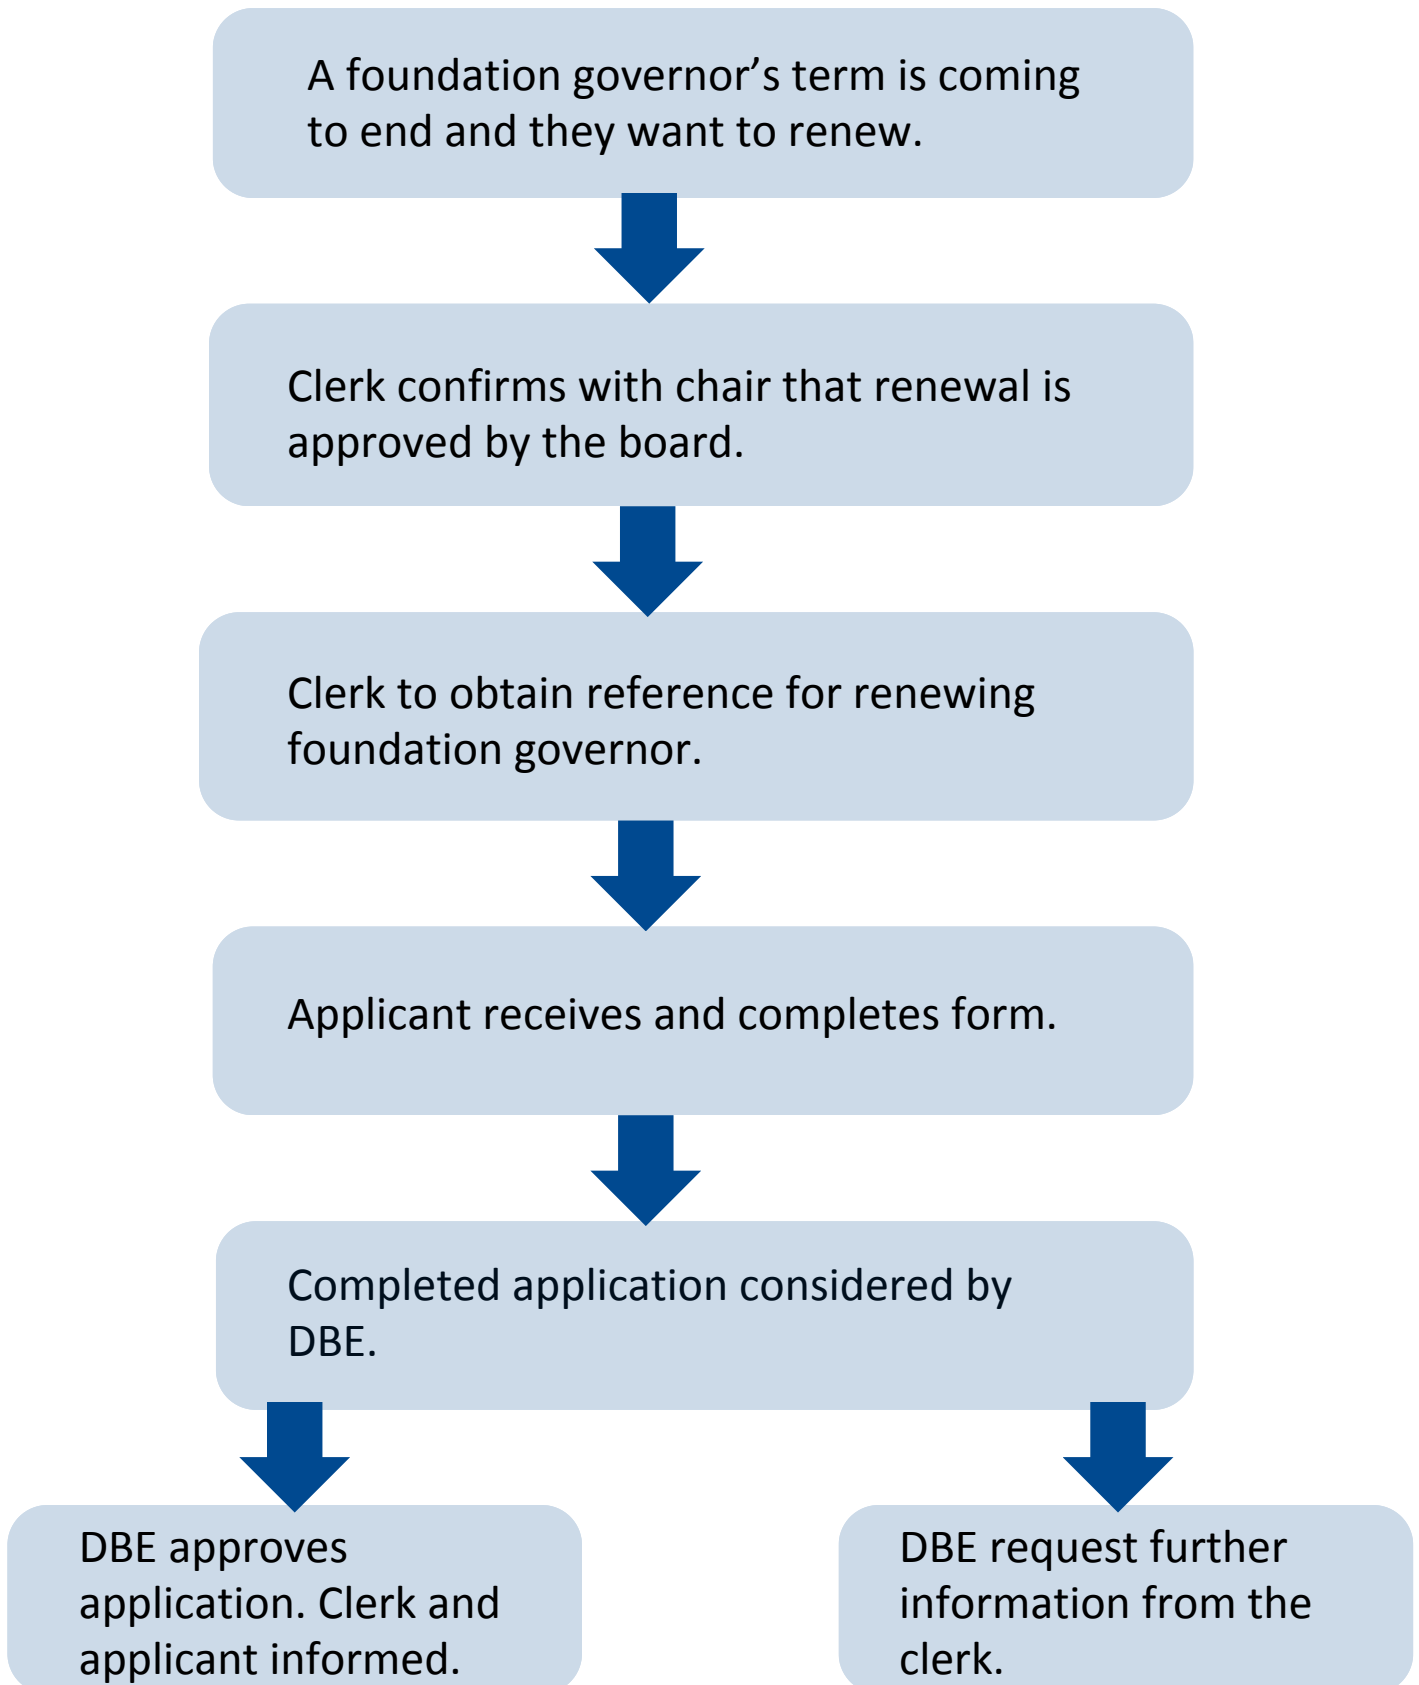 A foundation governor’s term is coming
to end and they want to renew.
Clerk confirms with chair that renewal is
approved by the board.
Clerk to obtain reference for renewing
foundation governor.
Applicant receives and completes form.
Completed application considered by
DBE.
DBE approves
application. Clerk and
applicant informed.
DBE request further
information from the
clerk.